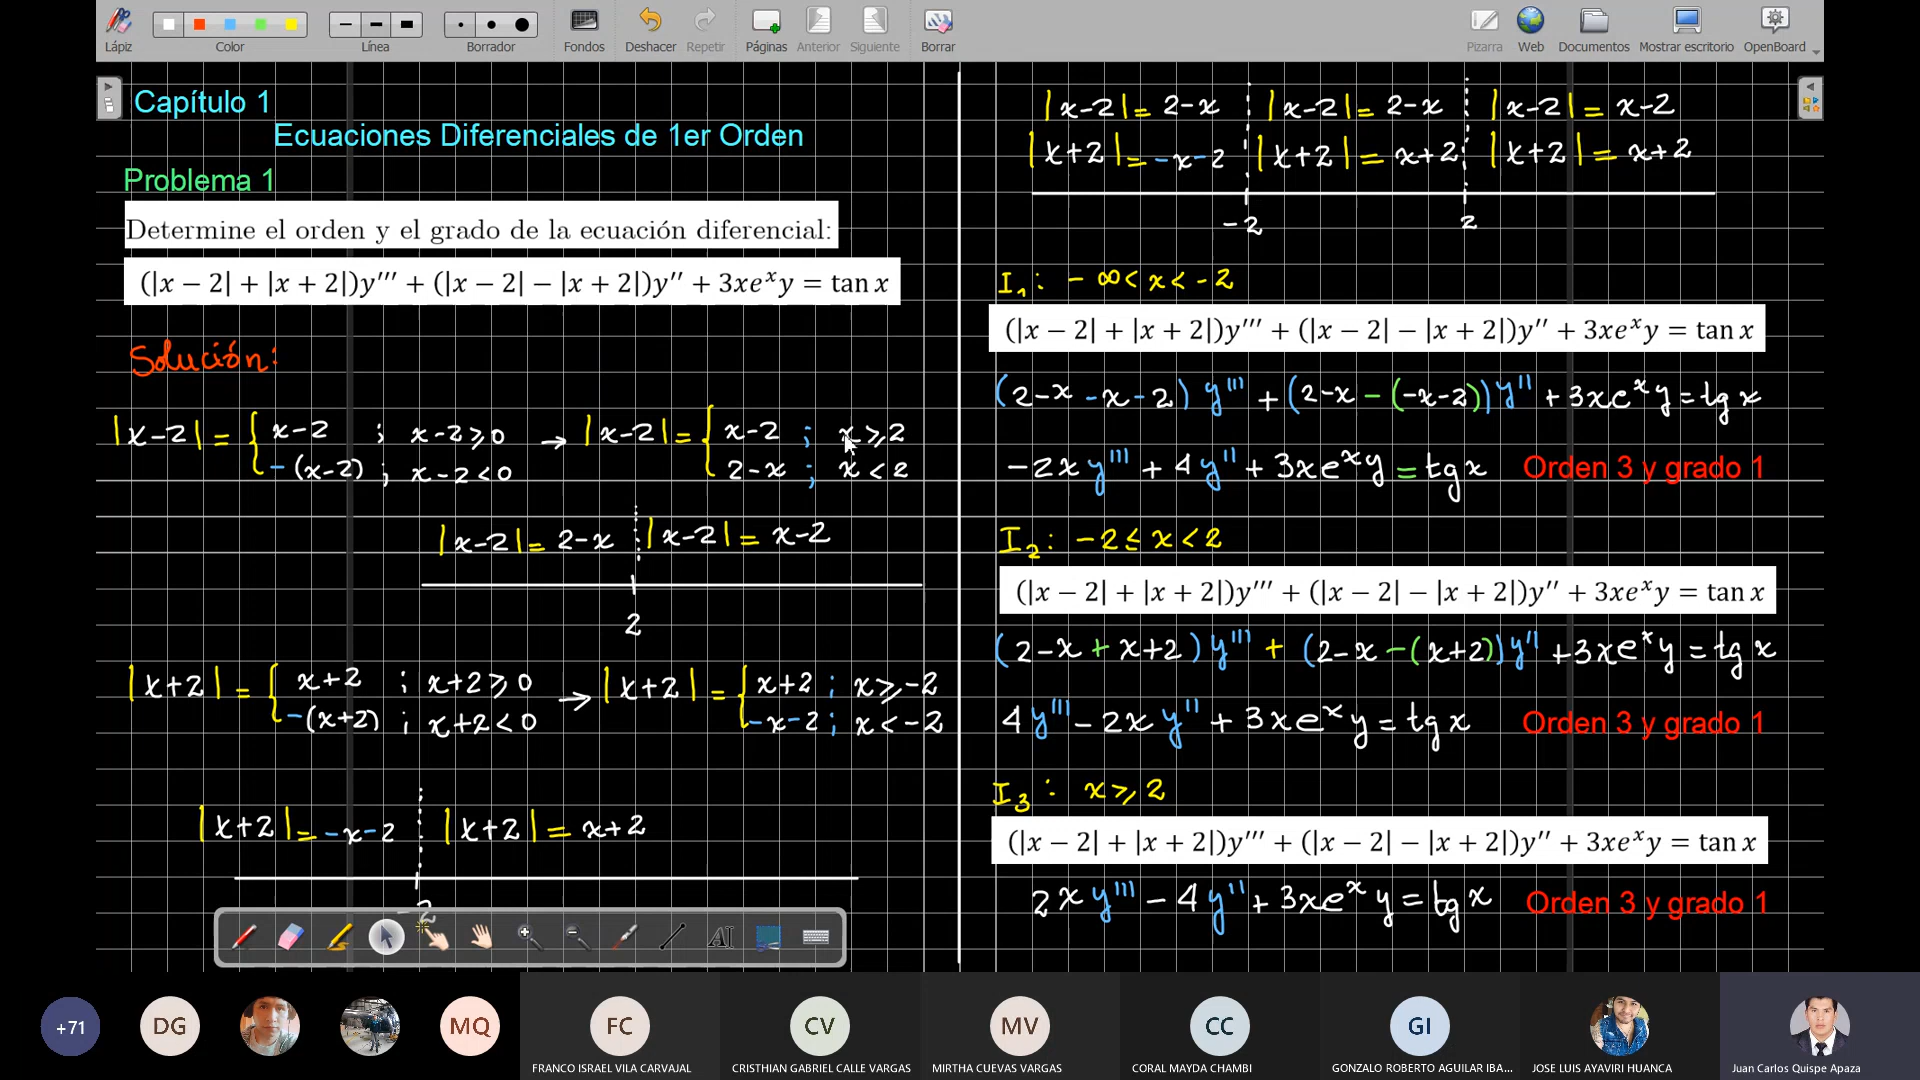 Lápiz Color Línea Borrador Fondos Deshacer Repetir Páginas Anterior Siguiente Borrar Pizarra Web Documentos Mostrar escritorio OpenBoard
Capítulo 1
Ecuaciones Diferenciales de 1er Orden
Problema 1
Determine el orden y el grado de la ecuación diferencial:
(|x − 2| + |x + 2|)y′′′ + (|x − 2| − |x + 2|)y′′ + 3xeˣy = tan x
Solución:
|x-2| = { x-2 ; x-2≥0 → |x-2| = { x-2 ; x≥2
-(x-2) ; x-2<0 2-x ; x<2
|x-2| = 2-x |x-2| = x-2
2
|x+2| = { x+2 ; x+2≥0 → |x+2| = { x+2 ; x≥-2
-(x+2) ; x+2<0 -x-2 ; x<-2
|x+2| = -x-2 |x+2| = x+2
-2
|x-2| = 2-x |x-2| = 2-x |x-2| = x-2
|x+2| = -x-2 |x+2| = x+2 |x+2| = x+2
-2 2
I₁: -∞<x<-2
(|x − 2| + |x + 2|)y′′′ + (|x − 2| − |x + 2|)y′′ + 3xeˣy = tan x
(2-x-x-2) y''' + (2-x-(-x-2)) y'' + 3xeˣy = tg x
-2x y''' + 4y'' + 3xeˣy = tg x Orden 3 y grado 1
I₂: -2≤x<2
(|x − 2| + |x + 2|)y′′′ + (|x − 2| − |x + 2|)y′′ + 3xeˣy = tan x
(2-x+x+2) y''' + (2-x-(x+2)) y'' + 3xeˣy = tg x
4y''' - 2x y'' + 3xeˣy = tg x Orden 3 y grado 1
I₃: x≥2
(|x − 2| + |x + 2|)y′′′ + (|x − 2| − |x + 2|)y′′ + 3xeˣy = tan x
2x y''' - 4y'' + 3xeˣy = tg x Orden 3 y grado 1
+71 DG MQ FC CV MV CC GI
FRANCO ISRAEL VILA CARVAJAL CRISTHIAN GABRIEL CALLE VARGAS MIRTHA CUEVAS VARGAS CORAL MAYDA CHAMBI GONZALO ROBERTO AGUILAR IBA... JOSE LUIS AYAVIRI HUANCA Juan Carlos Quispe Apaza